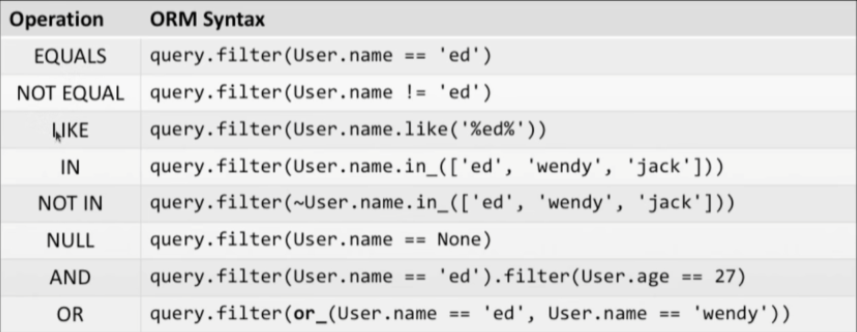 Operation ORM Syntax
EQUALS query.filter(User.name == 'ed')
NOT EQUAL query.filter(User.name != 'ed')
LIKE query.filter(User.name.like('%ed%'))
IN query.filter(User.name.in_(['ed', 'wendy', 'jack']))
NOT IN query.filter(~User.name.in_(['ed', 'wendy', 'jack']))
NULL query.filter(User.name == None)
AND query.filter(User.name == 'ed').filter(User.age == 27)
OR query.filter(or_(User.name == 'ed', User.name == 'wendy'))